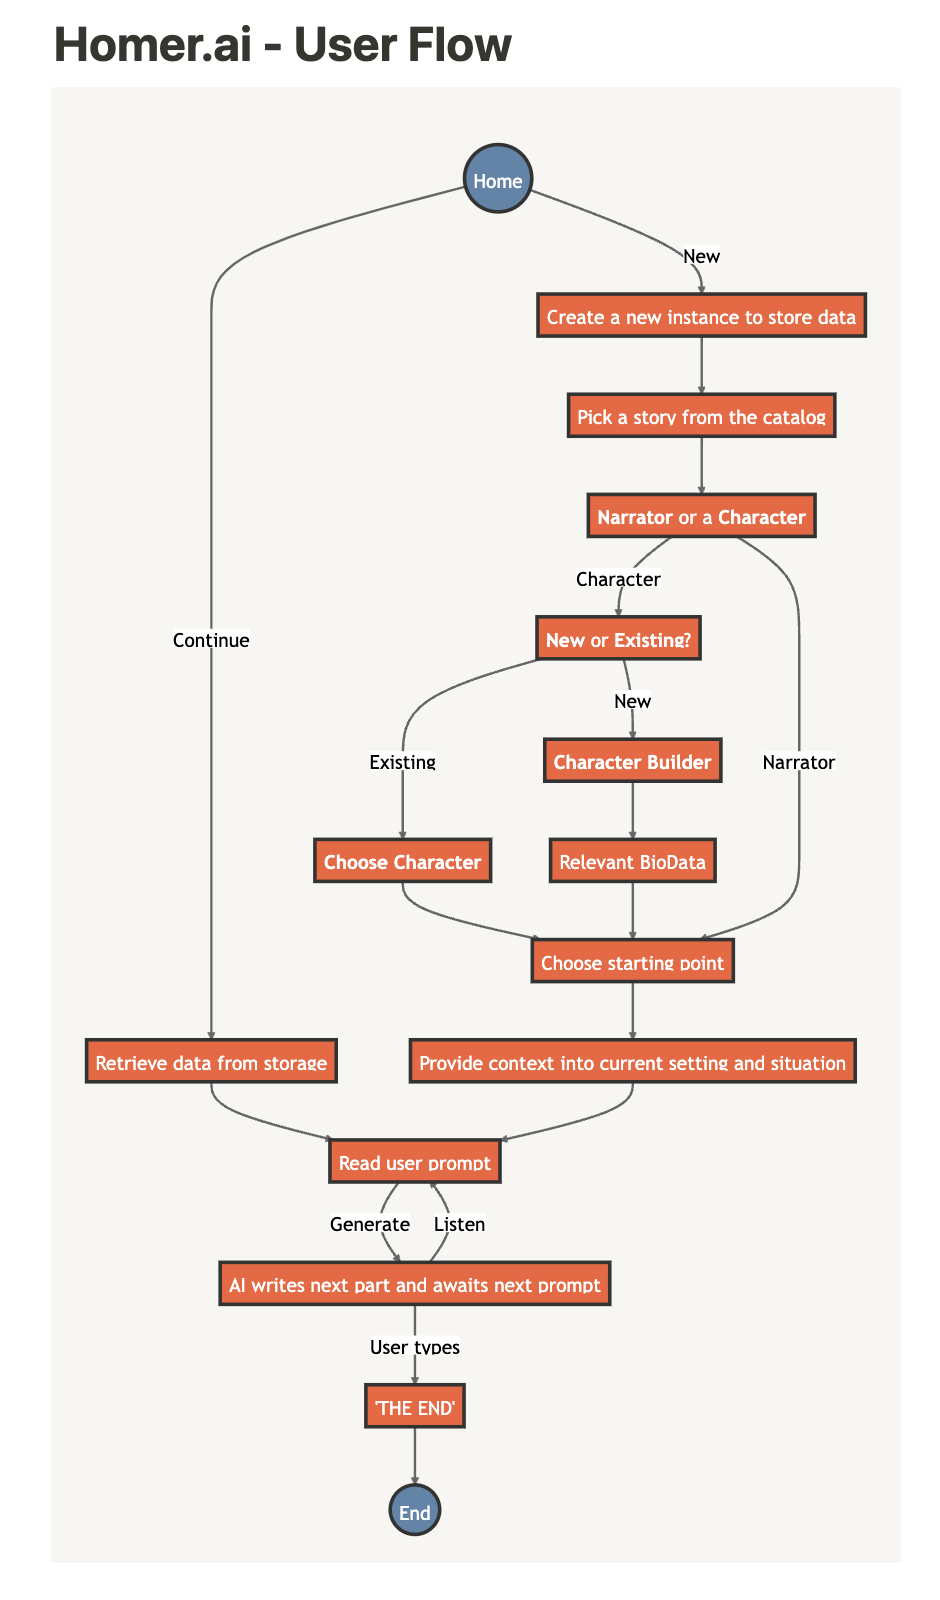 Homer.ai - User Flow
Home
New
Create a new instance to store data
Pick a story from the catalog
Narrator or a Character
Character
New or Existing?
Continue
New
Existing
Character Builder
Narrator
Choose Character
Relevant BioData
Choose starting point
Retrieve data from storage
Provide context into current setting and situation
Read user prompt
Generate
Listen
AI writes next part and awaits next prompt
User types
'THE END'
End